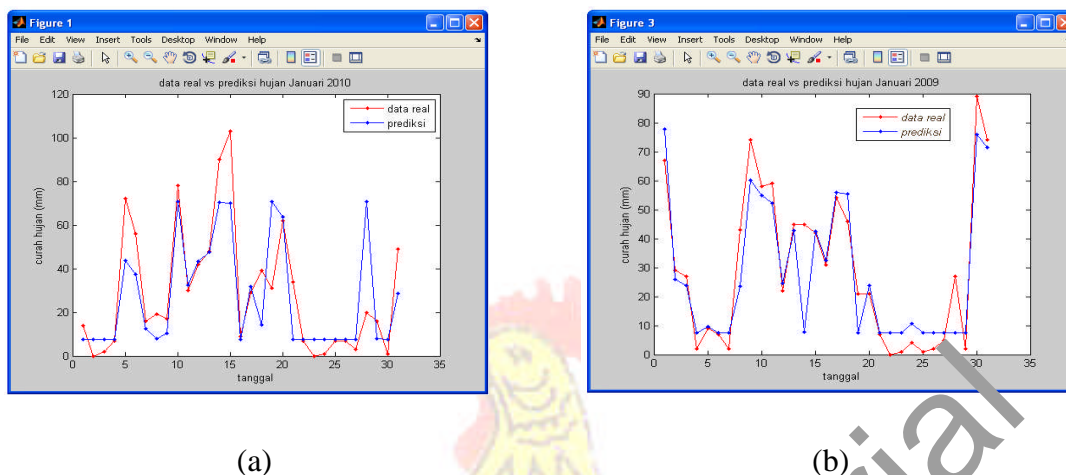 Figure 1
File Edit View Insert Tools Desktop Window Help
data real vs prediksi hujan Januari 2010
120
100
80
60
40
20
0
curah hujan (mm)
data real
prediksi
0 5 10 15 20 25 30 35
tanggal
(a)
Figure 3
File Edit View Insert Tools Desktop Window Help
data real vs prediksi hujan Januari 2009
90
80
70
60
50
40
30
20
10
0
curah hujan (mm)
data real
prediksi
0 5 10 15 20 25 30 35
tanggal
(b)